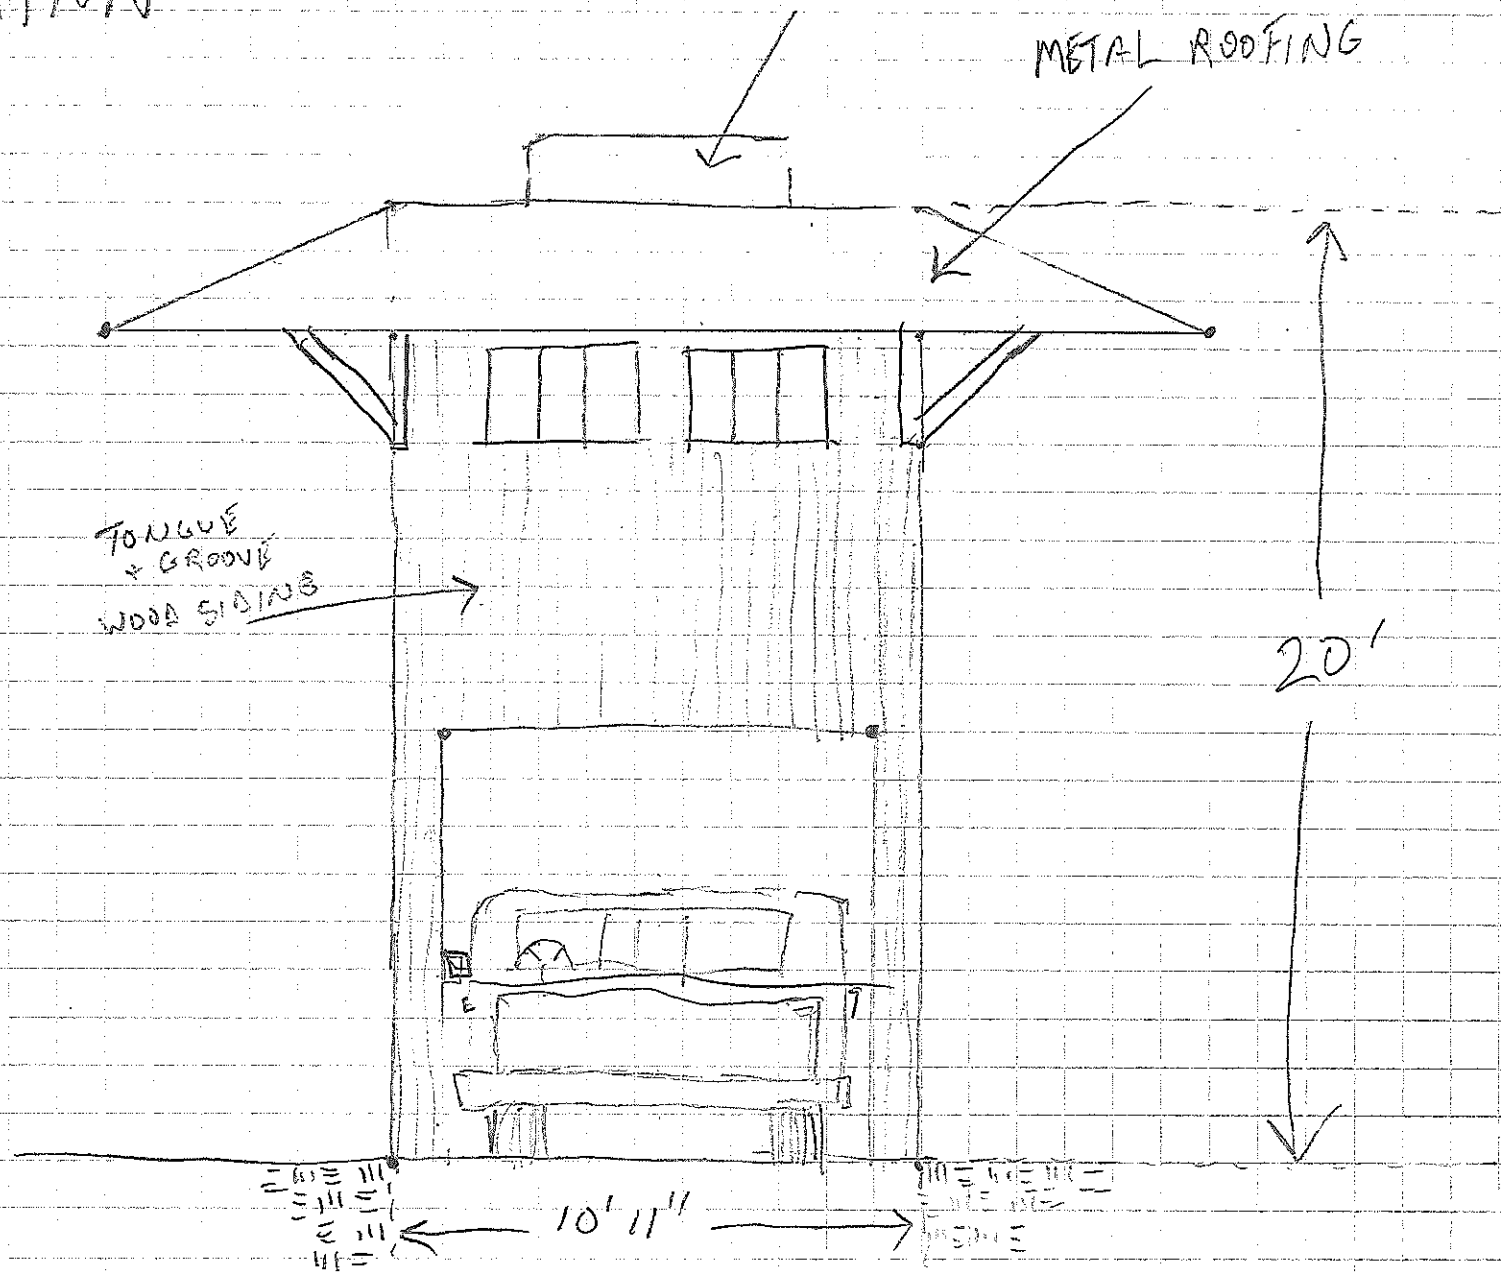 METAL ROOFING
TONGUE
+ GROOVE
WOOD SIDING
20'
10' 11"